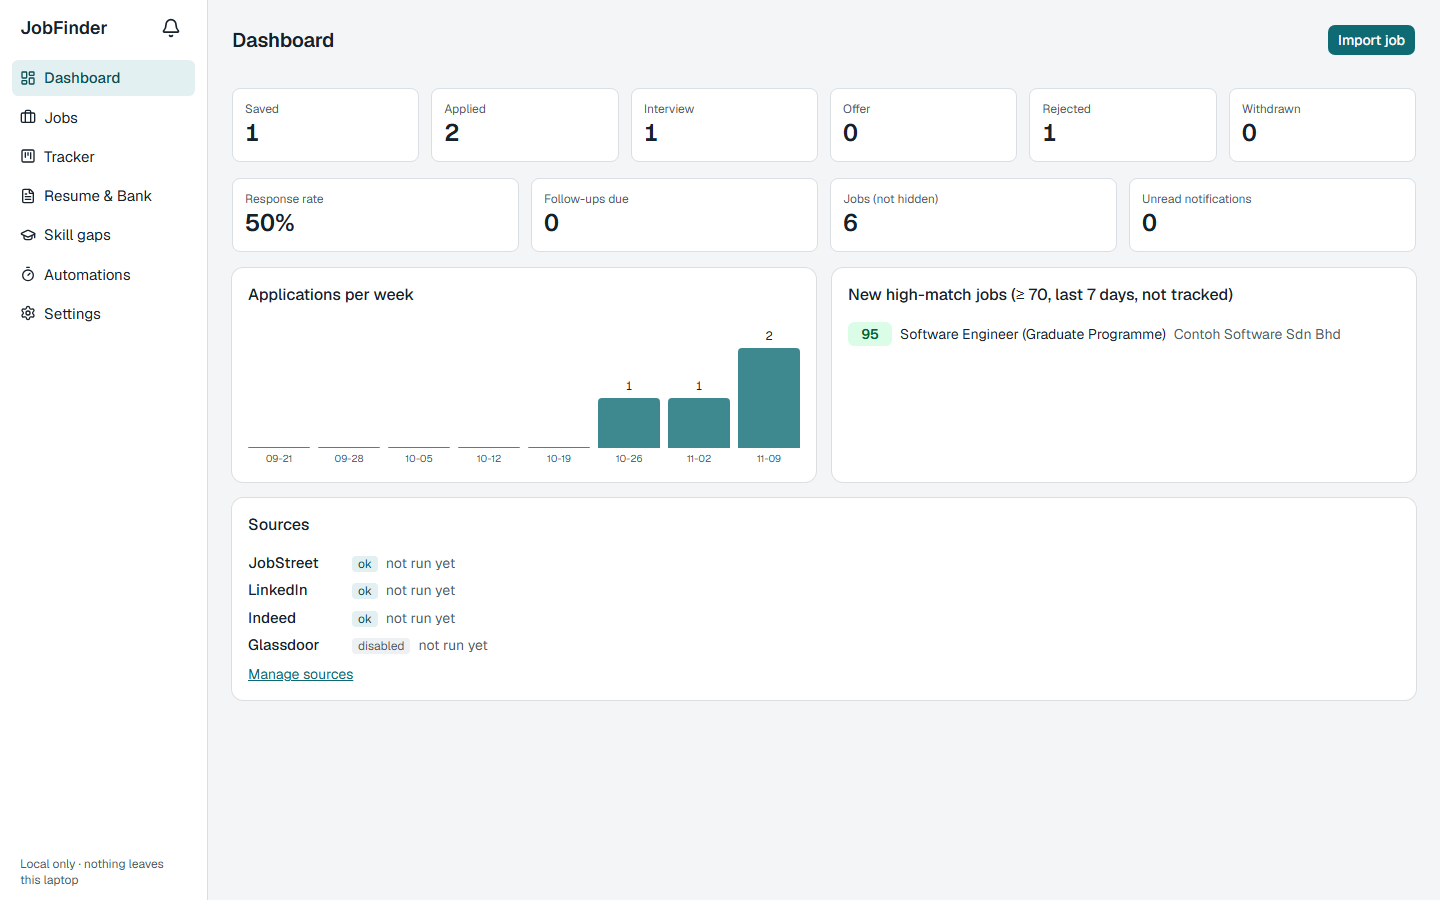 JobFinder
Dashboard
Jobs
Tracker
Resume & Bank
Skill gaps
Automations
Settings
Local only · nothing leaves
this laptop
Dashboard
Import job
Saved
1
Applied
2
Interview
1
Offer
0
Rejected
1
Withdrawn
0
Response rate
50%
Follow-ups due
0
Jobs (not hidden)
6
Unread notifications
0
Applications per week
1
1
2
09-21
09-28
10-05
10-12
10-19
10-26
11-02
11-09
New high-match jobs (≥ 70, last 7 days, not tracked)
95 Software Engineer (Graduate Programme) Contoh Software Sdn Bhd
Sources
JobStreet ok not run yet
LinkedIn ok not run yet
Indeed ok not run yet
Glassdoor disabled not run yet
Manage sources